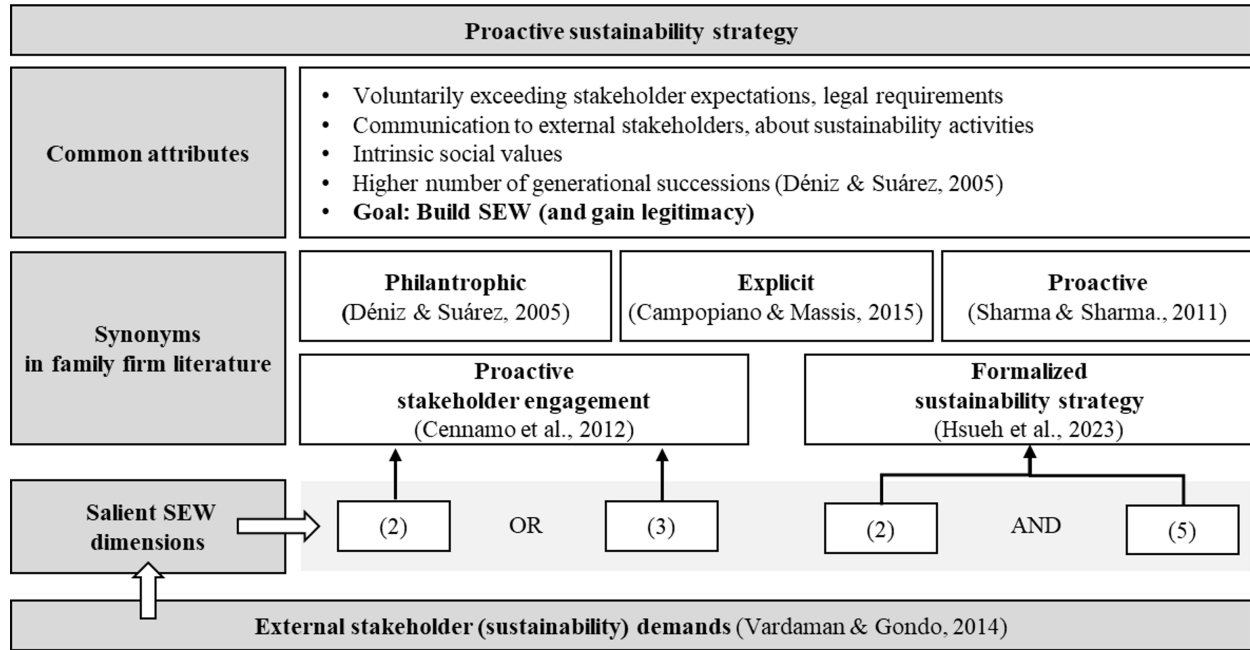 Proactive sustainability strategy
Common attributes
• Voluntarily exceeding stakeholder expectations, legal requirements
• Communication to external stakeholders, about sustainability activities
• Intrinsic social values
• Higher number of generational successions (Déniz & Suárez, 2005)
• Goal: Build SEW (and gain legitimacy)
Synonyms
in family firm literature
Philantrophic
(Déniz & Suárez, 2005)
Explicit
(Campopiano & Massis, 2015)
Proactive
(Sharma & Sharma., 2011)
Proactive
stakeholder engagement
(Cennamo et al., 2012)
Formalized
sustainability strategy
(Hsueh et al., 2023)
Salient SEW
dimensions
(2)
OR
(3)
(2)
AND
(5)
External stakeholder (sustainability) demands (Vardaman & Gondo, 2014)